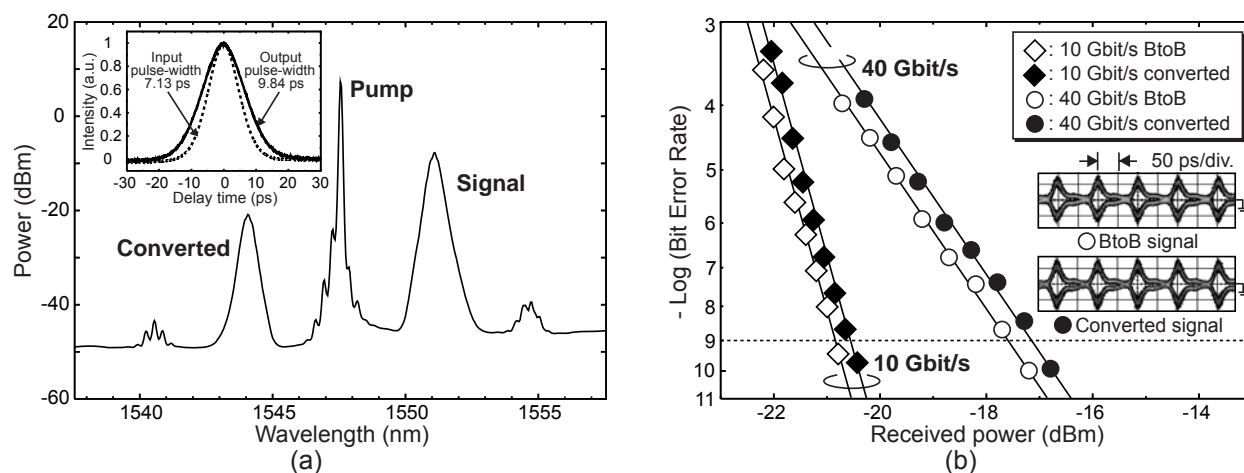 20
0
-20
-40
-60
Power (dBm)
1540
1545
1550
1555
Wavelength (nm)
Pump
Signal
Converted
1
0.8
0.6
0.4
0.2
0
Intensity (a.u.)
-30
-20
-10
0
10
20
30
Delay time (ps)
Input
pulse-width
7.13 ps
Output
pulse-width
9.84 ps
(a)
3
4
5
6
7
8
9
10
11
- Log (Bit Error Rate)
-22
-20
-18
-16
-14
Received power (dBm)
40 Gbit/s
10 Gbit/s
: 10 Gbit/s BtoB
: 10 Gbit/s converted
: 40 Gbit/s BtoB
: 40 Gbit/s converted
50 ps/div.
BtoB signal
Converted signal
(b)